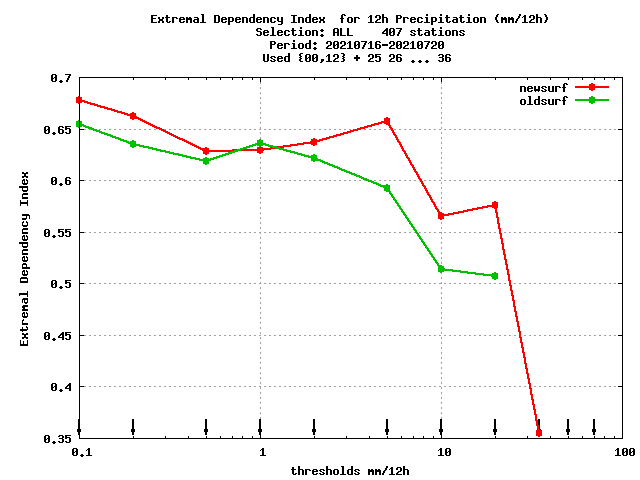 Extremal Dependency Index  for 12h Precipitation (mm/12h)
Selection: ALL    407 stations
Period: 20210716-20210720
Used {00,12} + 25 26 ... 36
newsurf
oldsurf
Extremal Dependency Index
0.7
0.65
0.6
0.55
0.5
0.45
0.4
0.35
0.1 1 10 100
thresholds mm/12h